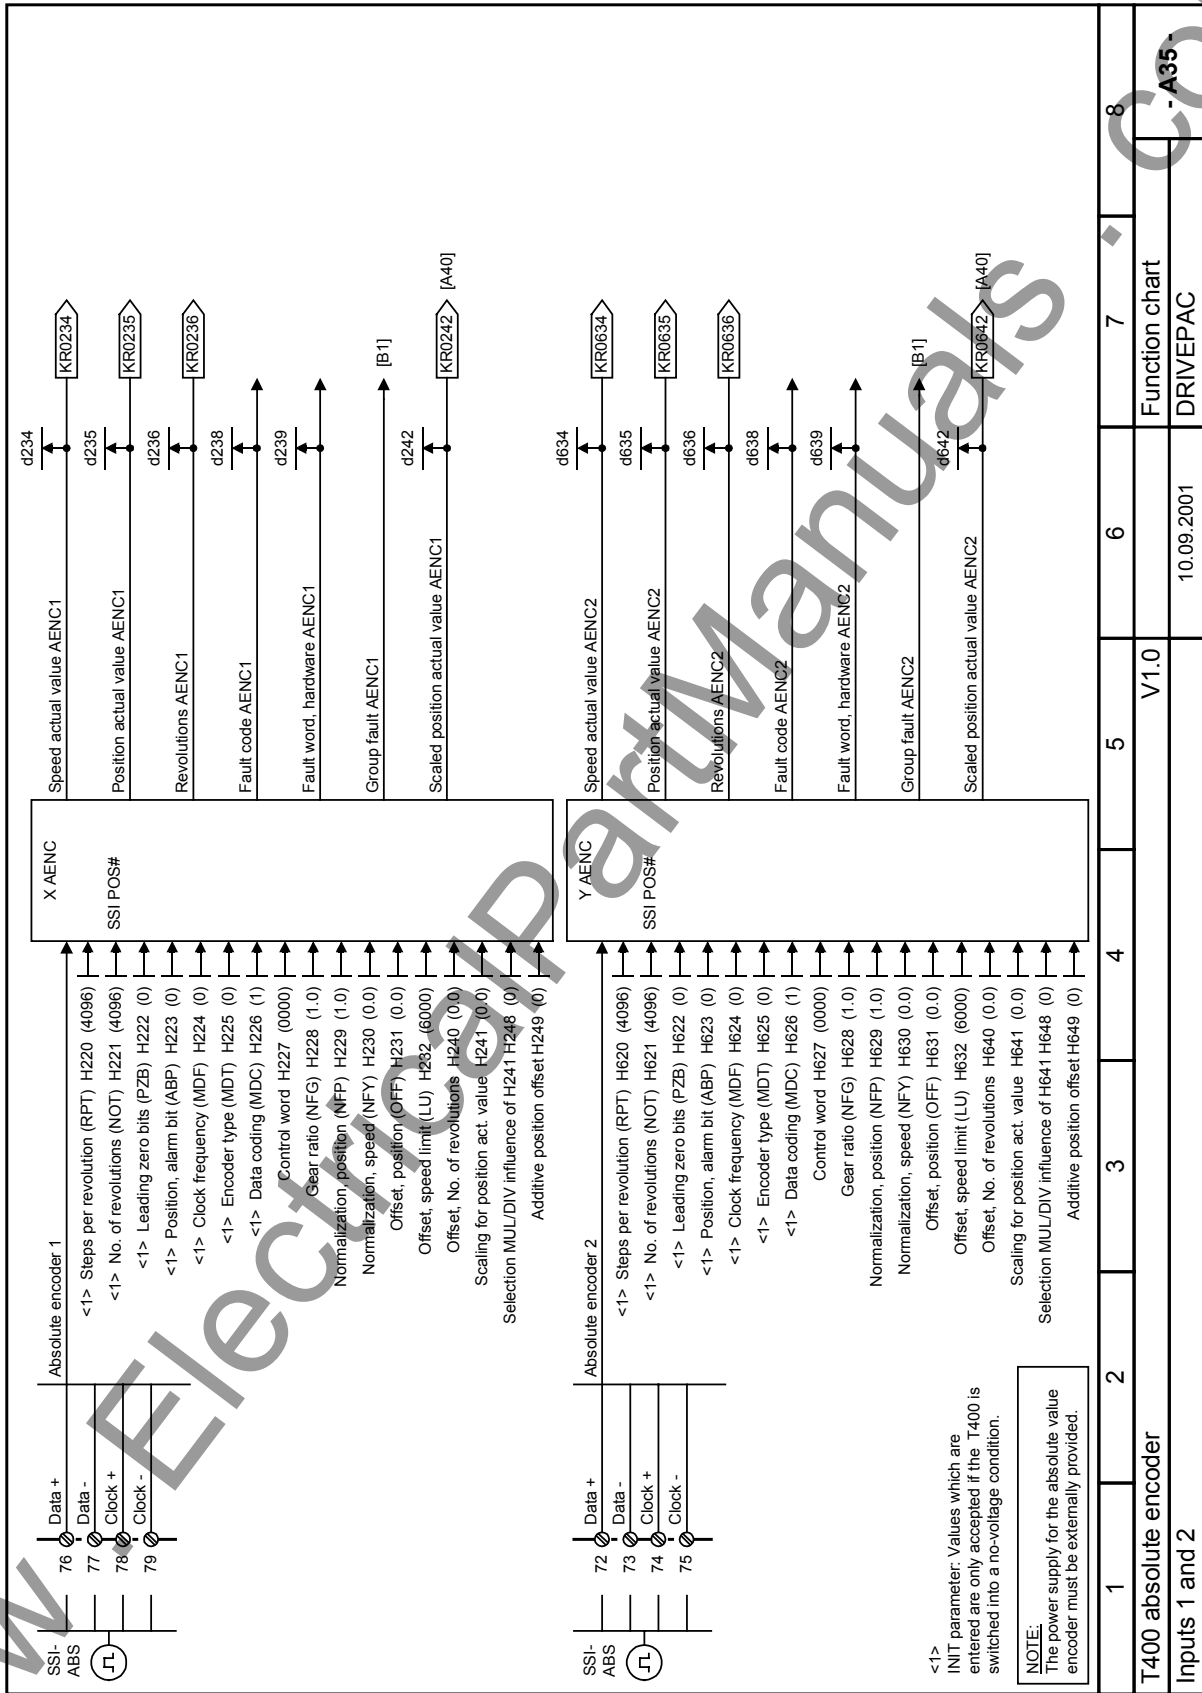 SSI-
ABS
76
77
78
79
Data +
Data -
Clock +
Clock -
Absolute encoder 1
<1> Steps per revolution (RPT) H220 (4096)
<1> No. of revolutions (NOT) H221 (4096)
<1> Leading zero bits (PZB) H222 (0)
<1> Position, alarm bit (ABP) H223 (0)
<1> Clock frequency (MDF) H224 (0)
<1> Encoder type (MDT) H225 (0)
<1> Data coding (MDC) H226 (1)
Control word H227 (0000)
Gear ratio (NFG) H228 (1.0)
Normalization, position (NFP) H229 (1.0)
Normalization, speed (NFY) H230 (0.0)
Offset, position (OFF) H231 (0.0)
Offset, speed limit (LU) H232 (6000)
Offset, No. of revolutions H240 (0.0)
Scaling for position act. value H241 (0.0)
Selection MUL/DIV influence of H241 H248 (0)
Additive position offset H249 (0)
X AENC
SSI POS#
Speed actual value AENC1
d234
KR0234
Position actual value AENC1
d235
KR0235
Revolutions AENC1
d236
KR0236
Fault code AENC1
d238
Fault word, hardware AENC1
d239
Group fault AENC1
[B1]
Scaled position actual value AENC1
d242
KR0242
[A40]
SSI-
ABS
72
73
74
75
Data +
Data -
Clock +
Clock -
Absolute encoder 2
<1> Steps per revolution (RPT) H620 (4096)
<1> No. of revolutions (NOT) H621 (4096)
<1> Leading zero bits (PZB) H622 (0)
<1> Position, alarm bit (ABP) H623 (0)
<1> Clock frequency (MDF) H624 (0)
<1> Encoder type (MDT) H625 (0)
<1> Data coding (MDC) H626 (1)
Control word H627 (0000)
Gear ratio (NFG) H628 (1.0)
Normalization, position (NFP) H629 (1.0)
Normalization, speed (NFY) H630 (0.0)
Offset, position (OFF) H631 (0.0)
Offset, speed limit (LU) H632 (6000)
Offset, No. of revolutions H640 (0.0)
Scaling for position act. value H641 (0.0)
Selection MUL/DIV influence of H641 H648 (0)
Additive position offset H649 (0)
Y AENC
SSI POS#
Speed actual value AENC2
d634
KR0634
Position actual value AENC2
d635
KR0635
Revolutions AENC2
d636
KR0636
Fault code AENC2
d638
Fault word, hardware AENC2
d639
Group fault AENC2
[B1]
Scaled position actual value AENC2
d642
KR0642
[A40]
<1>
INIT parameter: Values which are
entered are only accepted if the T400 is
switched into a no-voltage condition.
NOTE:
The power supply for the absolute value
encoder must be externally provided.
1 2 3 4 5 6 7 8
T400 absolute encoder V1.0 Function chart
Inputs 1 and 2 10.09.2001 DRIVEPAC
- A35 -
w . ElectricalPartManuals . co